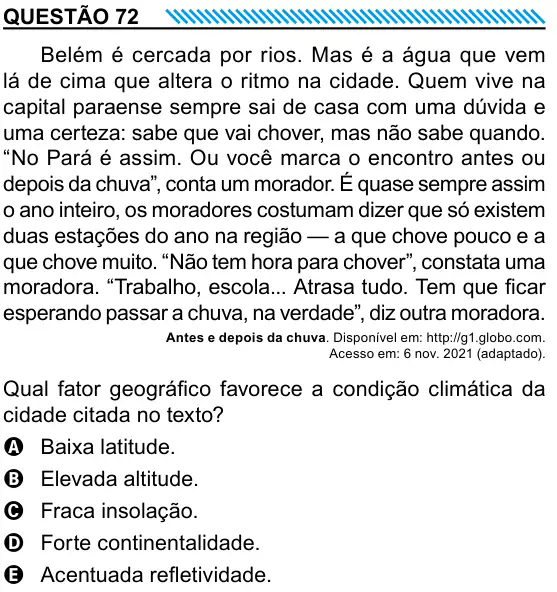 QUESTÃO 72
Belém é cercada por rios. Mas é a água que vem
lá de cima que altera o ritmo na cidade. Quem vive na
capital paraense sempre sai de casa com uma dúvida e
uma certeza: sabe que vai chover, mas não sabe quando.
“No Pará é assim. Ou você marca o encontro antes ou
depois da chuva”, conta um morador. É quase sempre assim
o ano inteiro, os moradores costumam dizer que só existem
duas estações do ano na região — a que chove pouco e a
que chove muito. “Não tem hora para chover”, constata uma
moradora. “Trabalho, escola... Atrasa tudo. Tem que ficar
esperando passar a chuva, na verdade”, diz outra moradora.
Antes e depois da chuva. Disponível em: http://g1.globo.com.
Acesso em: 6 nov. 2021 (adaptado).
Qual fator geográfico favorece a condição climática da
cidade citada no texto?
A Baixa latitude.
B Elevada altitude.
C Fraca insolação.
D Forte continentalidade.
E Acentuada refletividade.